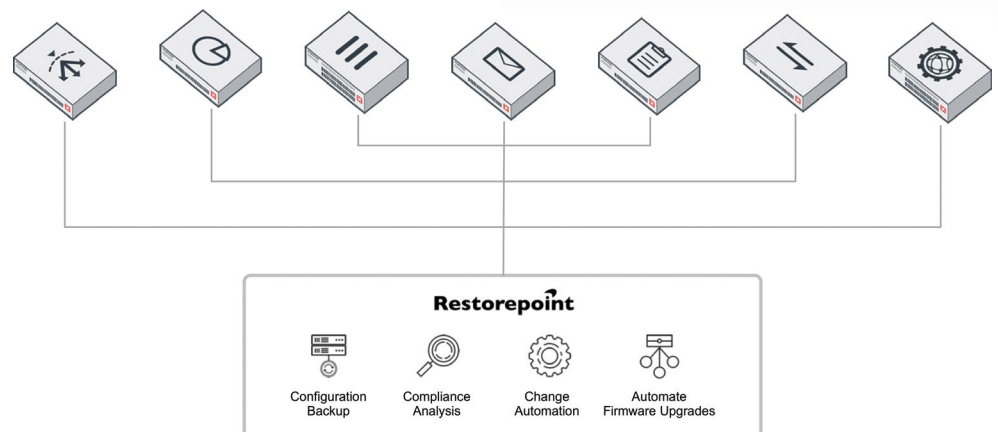 Restorepoint
Configuration
Backup
Compliance
Analysis
Change
Automation
Automate
Firmware Upgrades